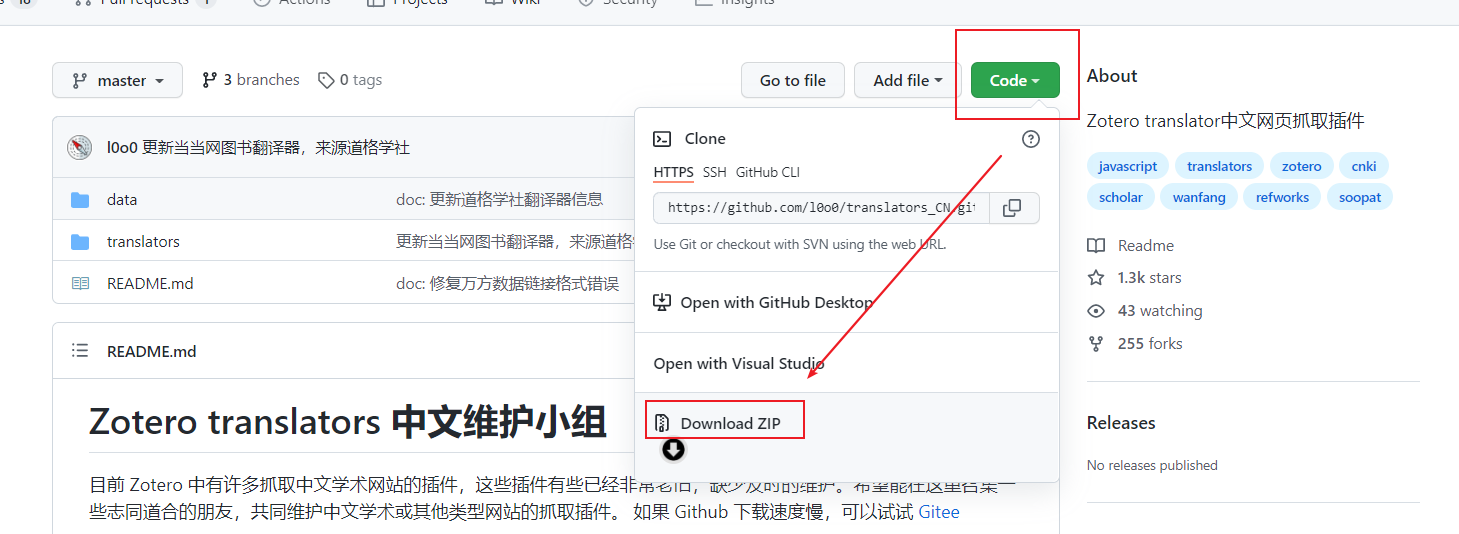 18 Pull requests 1 Actions Projects Wiki Security Insights
master 3 branches 0 tags Go to file Add file Code
About
Zotero translator中文网页抓取插件
javascript translators zotero cnki
scholar wanfang refworks soopat
Readme
1.3k stars
43 watching
255 forks
Releases
No releases published
l0o0 更新当当网图书翻译器，来源道格学社
data doc: 更新道格学社翻译器信息
translators 更新当当网图书翻译器，来源道格学
README.md doc: 修复万方数据链接格式错误
Clone
HTTPS SSH GitHub CLI
https://github.com/l0o0/translators_CN.git
Use Git or checkout with SVN using the web URL.
Open with GitHub Desktop
Open with Visual Studio
Download ZIP
README.md
Zotero translators 中文维护小组
目前 Zotero 中有许多抓取中文学术网站的插件，这些插件有些已经非常老旧，缺少及时的维护。希望能在这里召集一
些志同道合的朋友，共同维护中文学术或其他类型网站的抓取插件。 如果 Github 下载速度慢，可以试试 Gitee